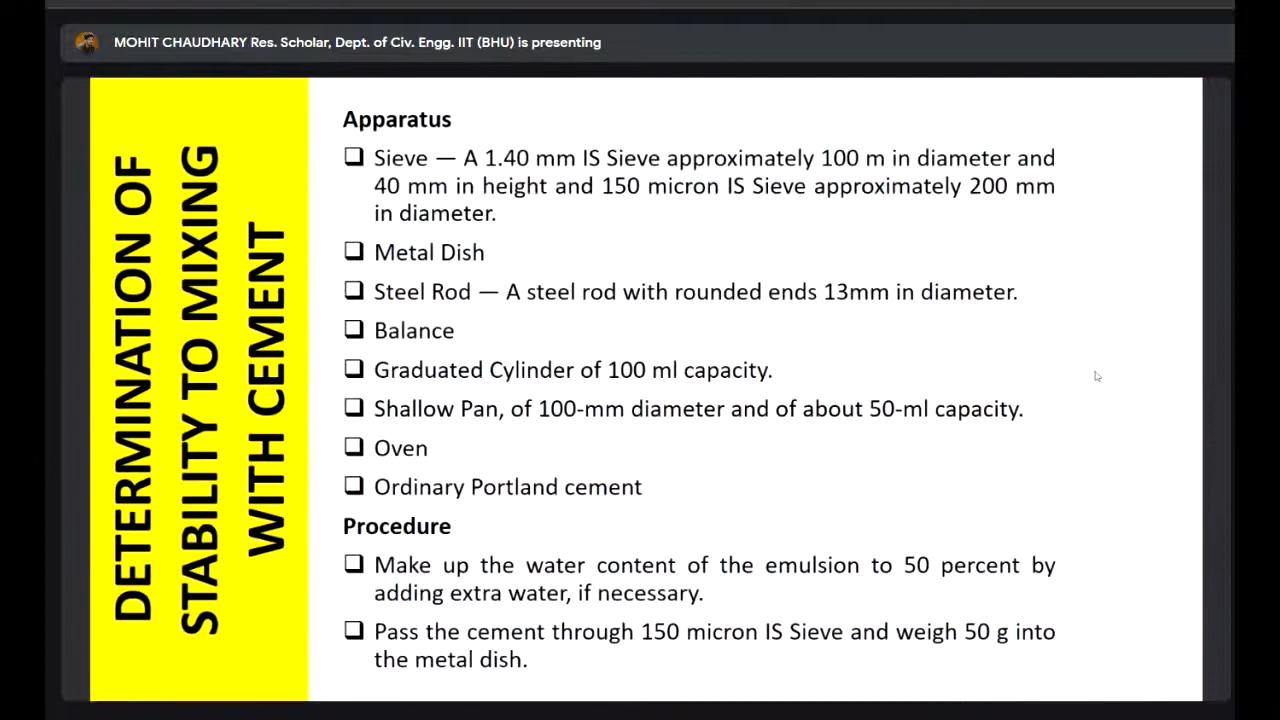 MOHIT CHAUDHARY Res. Scholar, Dept. of Civ. Engg. IIT (BHU) is presenting
DETERMINATION OF
STABILITY TO MIXING
WITH CEMENT
Apparatus
Sieve — A 1.40 mm IS Sieve approximately 100 m in diameter and
40 mm in height and 150 micron IS Sieve approximately 200 mm
in diameter.
Metal Dish
Steel Rod — A steel rod with rounded ends 13mm in diameter.
Balance
Graduated Cylinder of 100 ml capacity.
Shallow Pan, of 100-mm diameter and of about 50-ml capacity.
Oven
Ordinary Portland cement
Procedure
Make up the water content of the emulsion to 50 percent by
adding extra water, if necessary.
Pass the cement through 150 micron IS Sieve and weigh 50 g into
the metal dish.